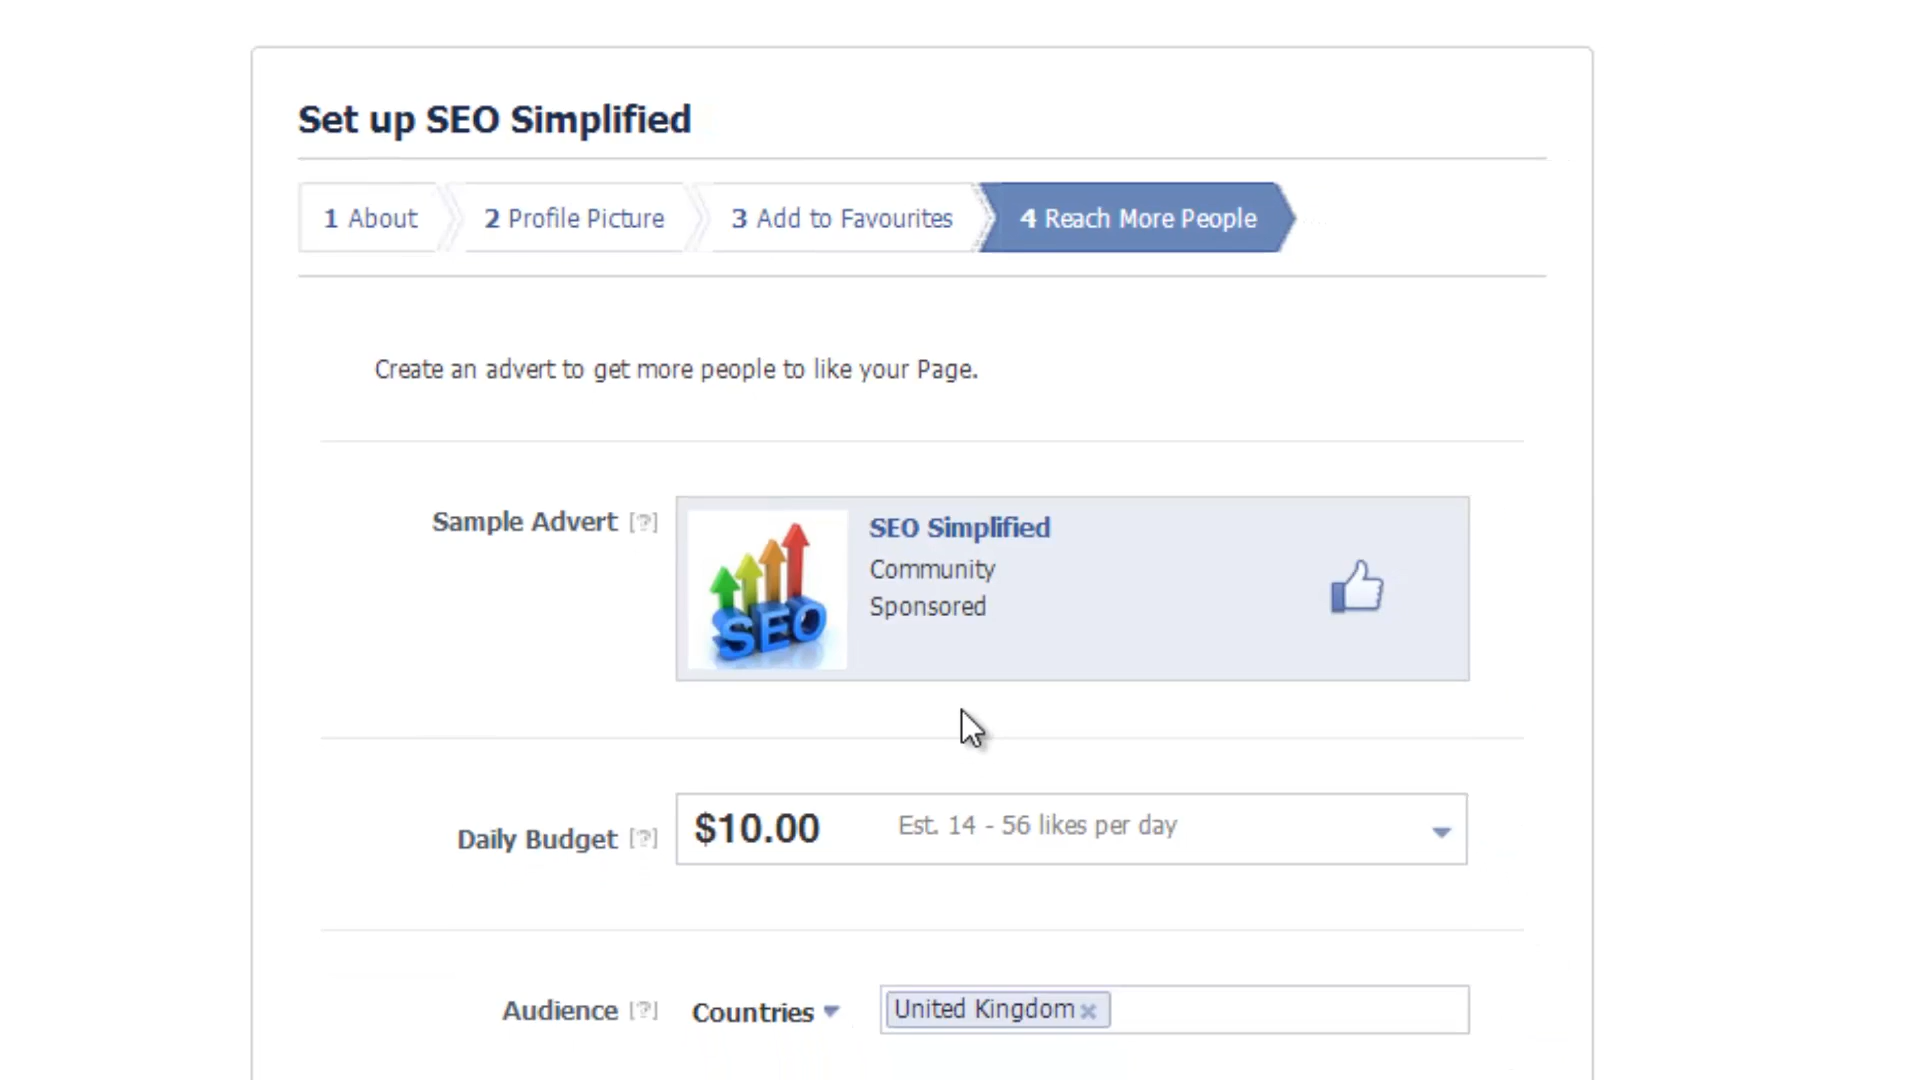 Set up SEO Simplified
1 About 2 Profile Picture 3 Add to Favourites 4 Reach More People
Create an advert to get more people to like your Page.
Sample Advert [?]
SEO
SEO Simplified
Community
Sponsored
Daily Budget [?] $10.00 Est. 14 - 56 likes per day
Audience [?] Countries United Kingdom